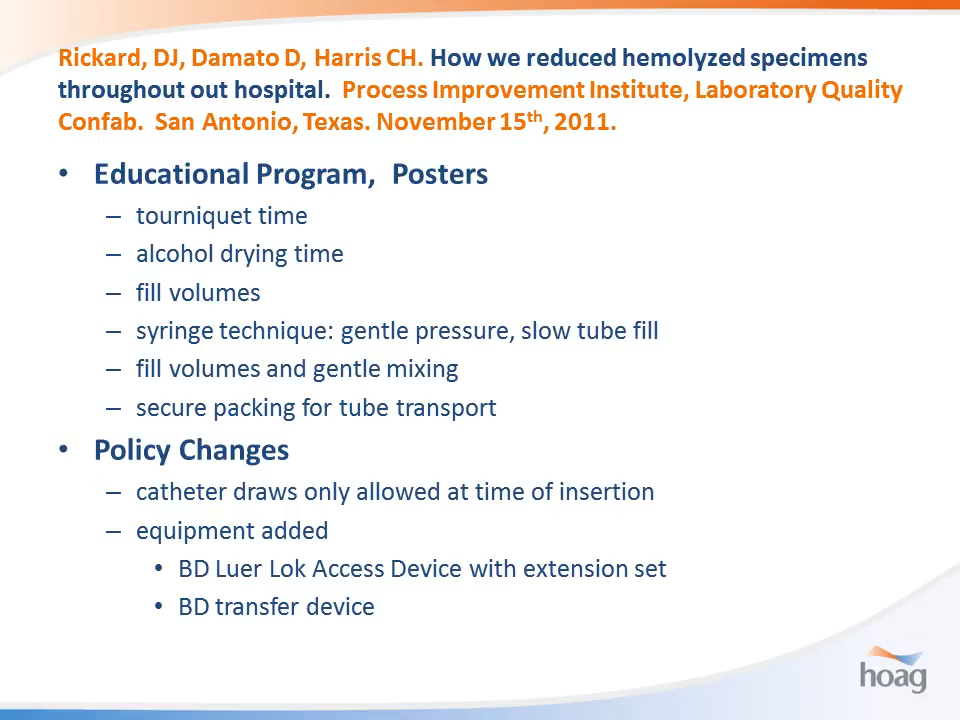 Rickard, DJ, Damato D, Harris CH. How we reduced hemolyzed specimens
throughout out hospital. Process Improvement Institute, Laboratory Quality
Confab. San Antonio, Texas. November 15th, 2011.
• Educational Program, Posters
– tourniquet time
– alcohol drying time
– fill volumes
– syringe technique: gentle pressure, slow tube fill
– fill volumes and gentle mixing
– secure packing for tube transport
• Policy Changes
– catheter draws only allowed at time of insertion
– equipment added
• BD Luer Lok Access Device with extension set
• BD transfer device
hoag